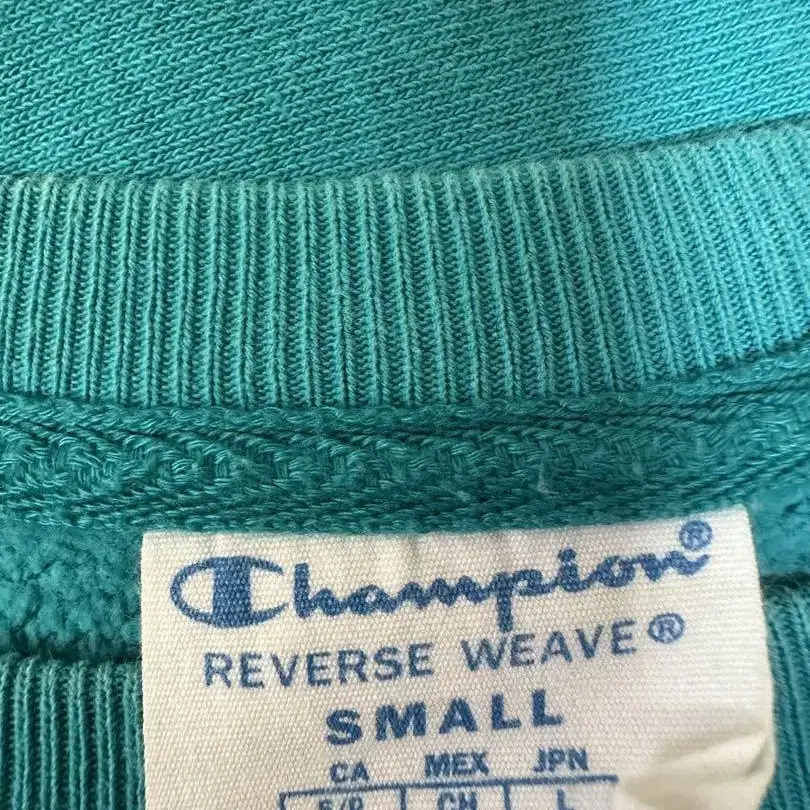 Champion®
REVERSE WEAVE®
SMALL
CA MEX JPN
S/P CH L